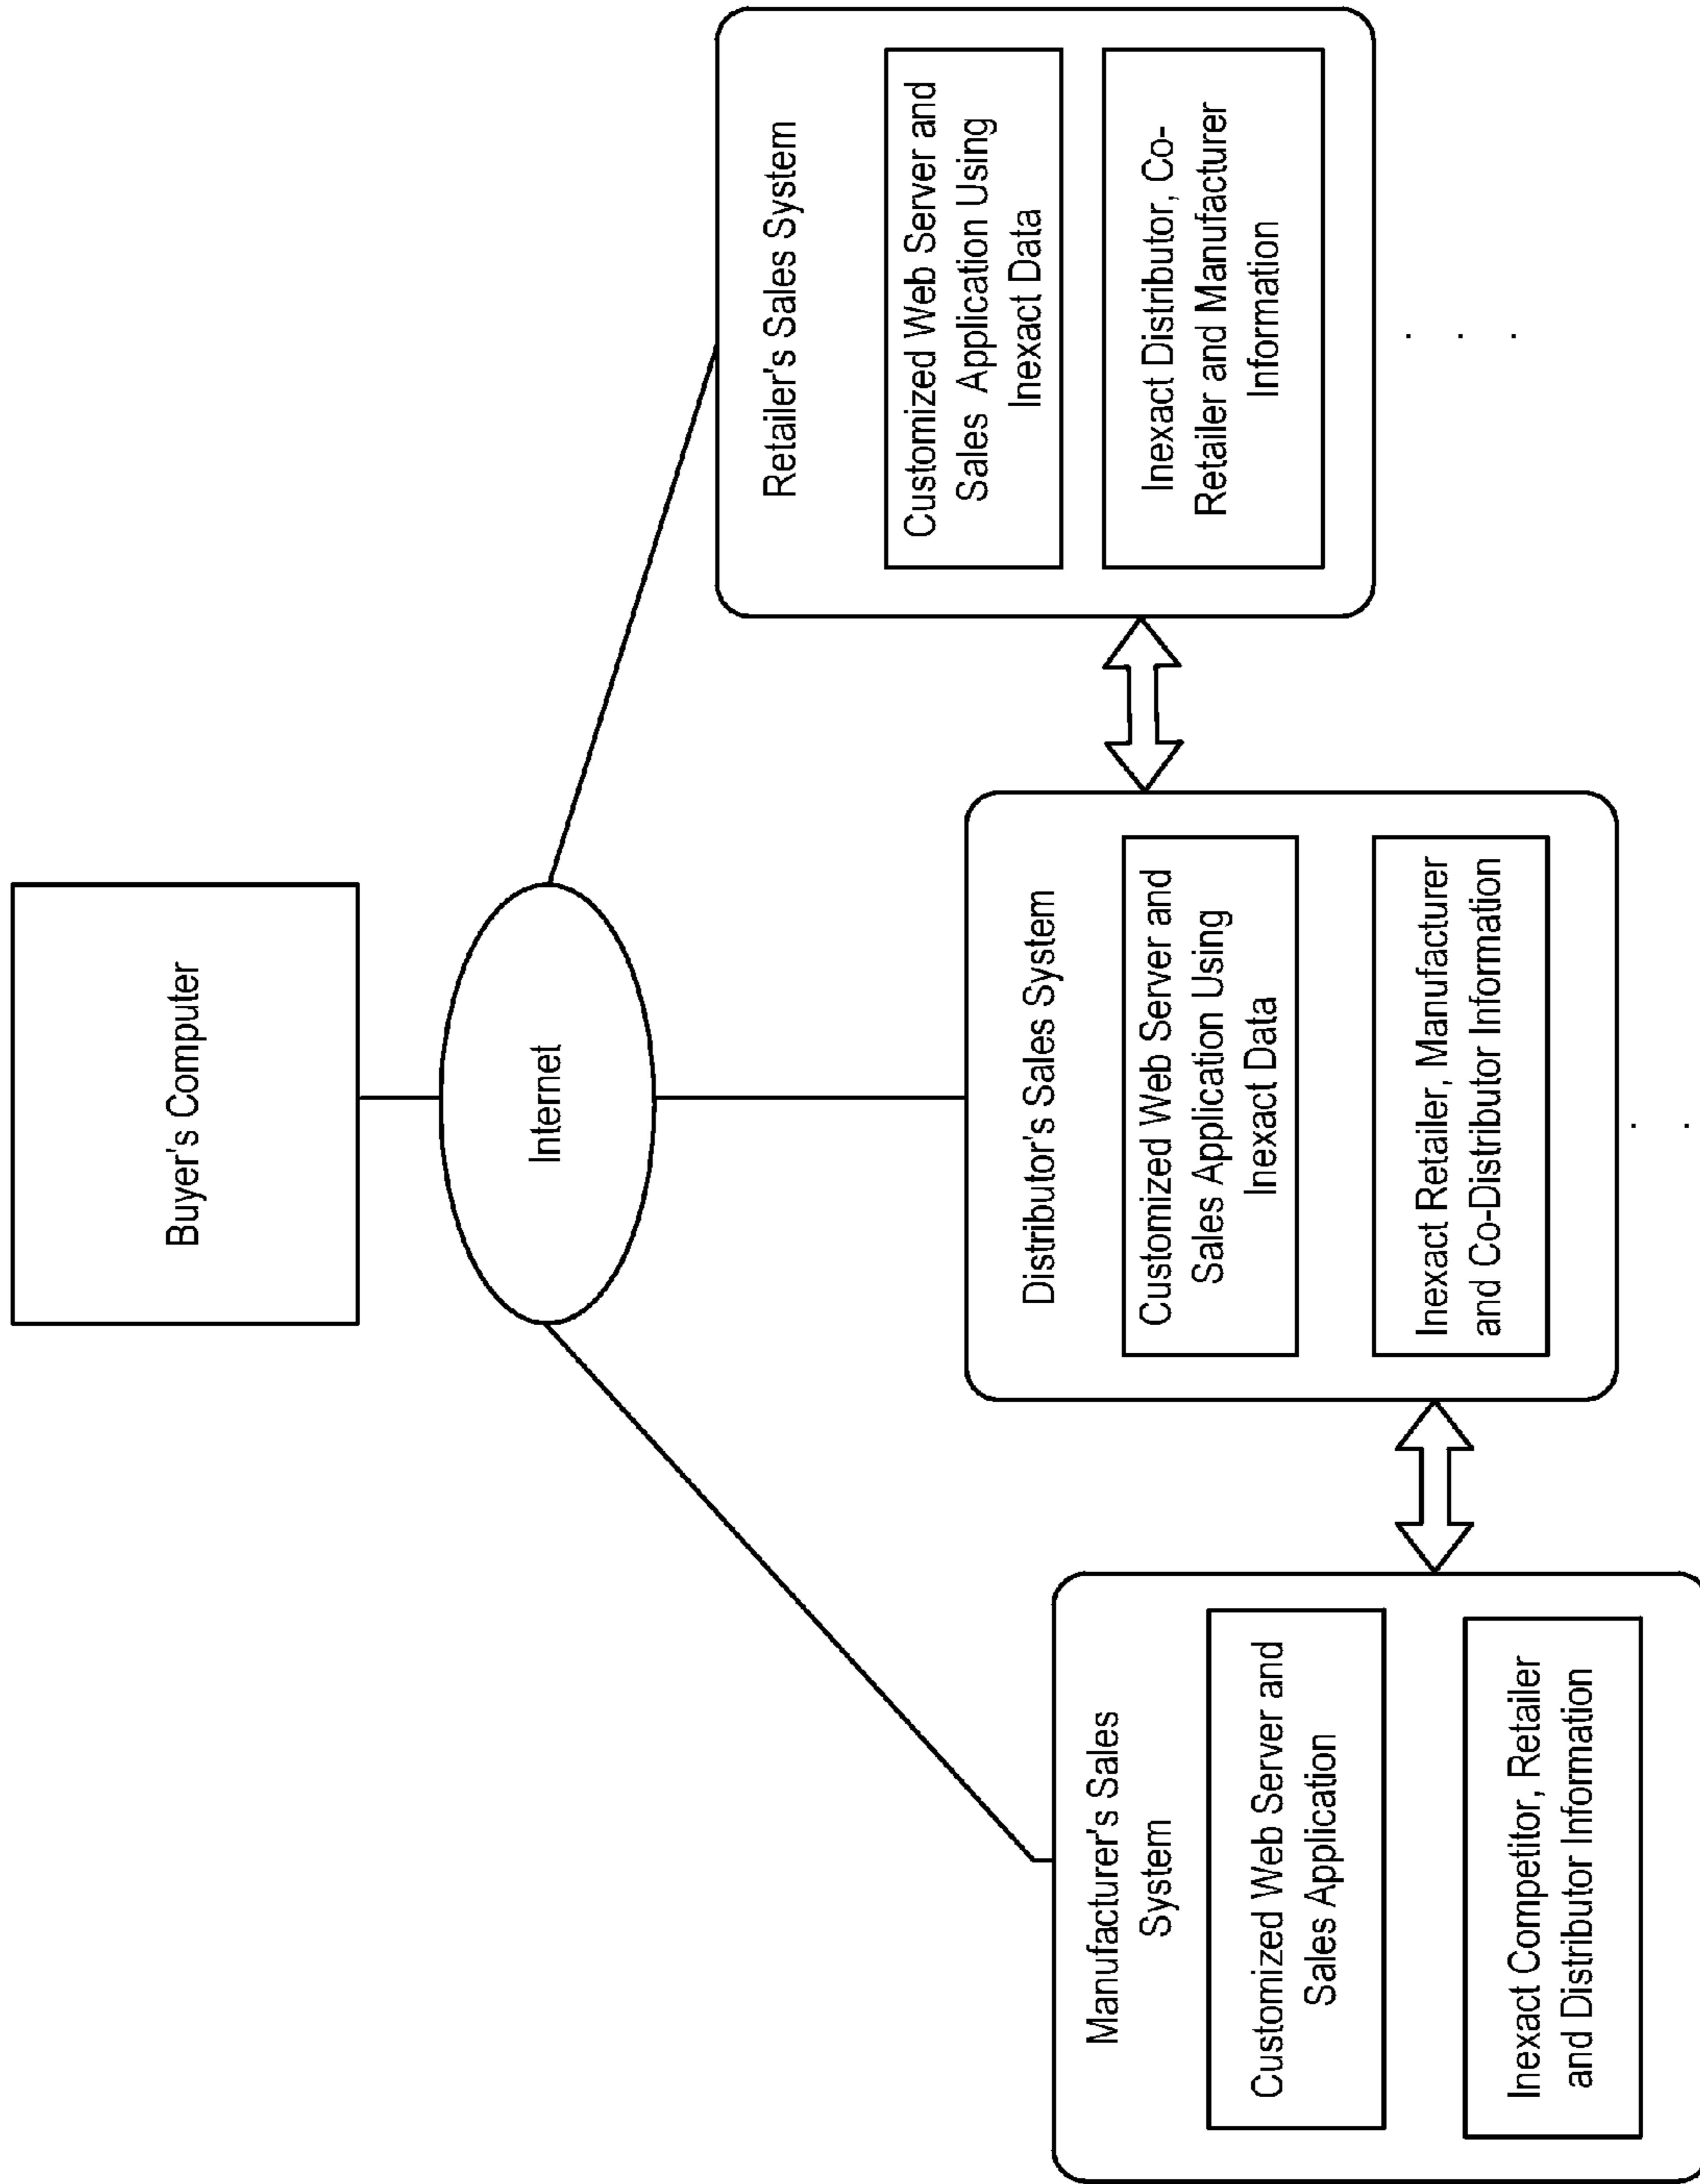 Buyer's Computer
Internet
Manufacturer's Sales
System
Customized Web Server and
Sales Application
Inexact Competitor, Retailer
and Distributor Information
Distributor's Sales System
Customized Web Server and
Sales Application Using
Inexact Data
Inexact Retailer, Manufacturer
and Co-Distributor Information
. .
Retailer's Sales System
Customized Web Server and
Sales Application Using
Inexact Data
Inexact Distributor, Co-
Retailer and Manufacturer
Information
. . .